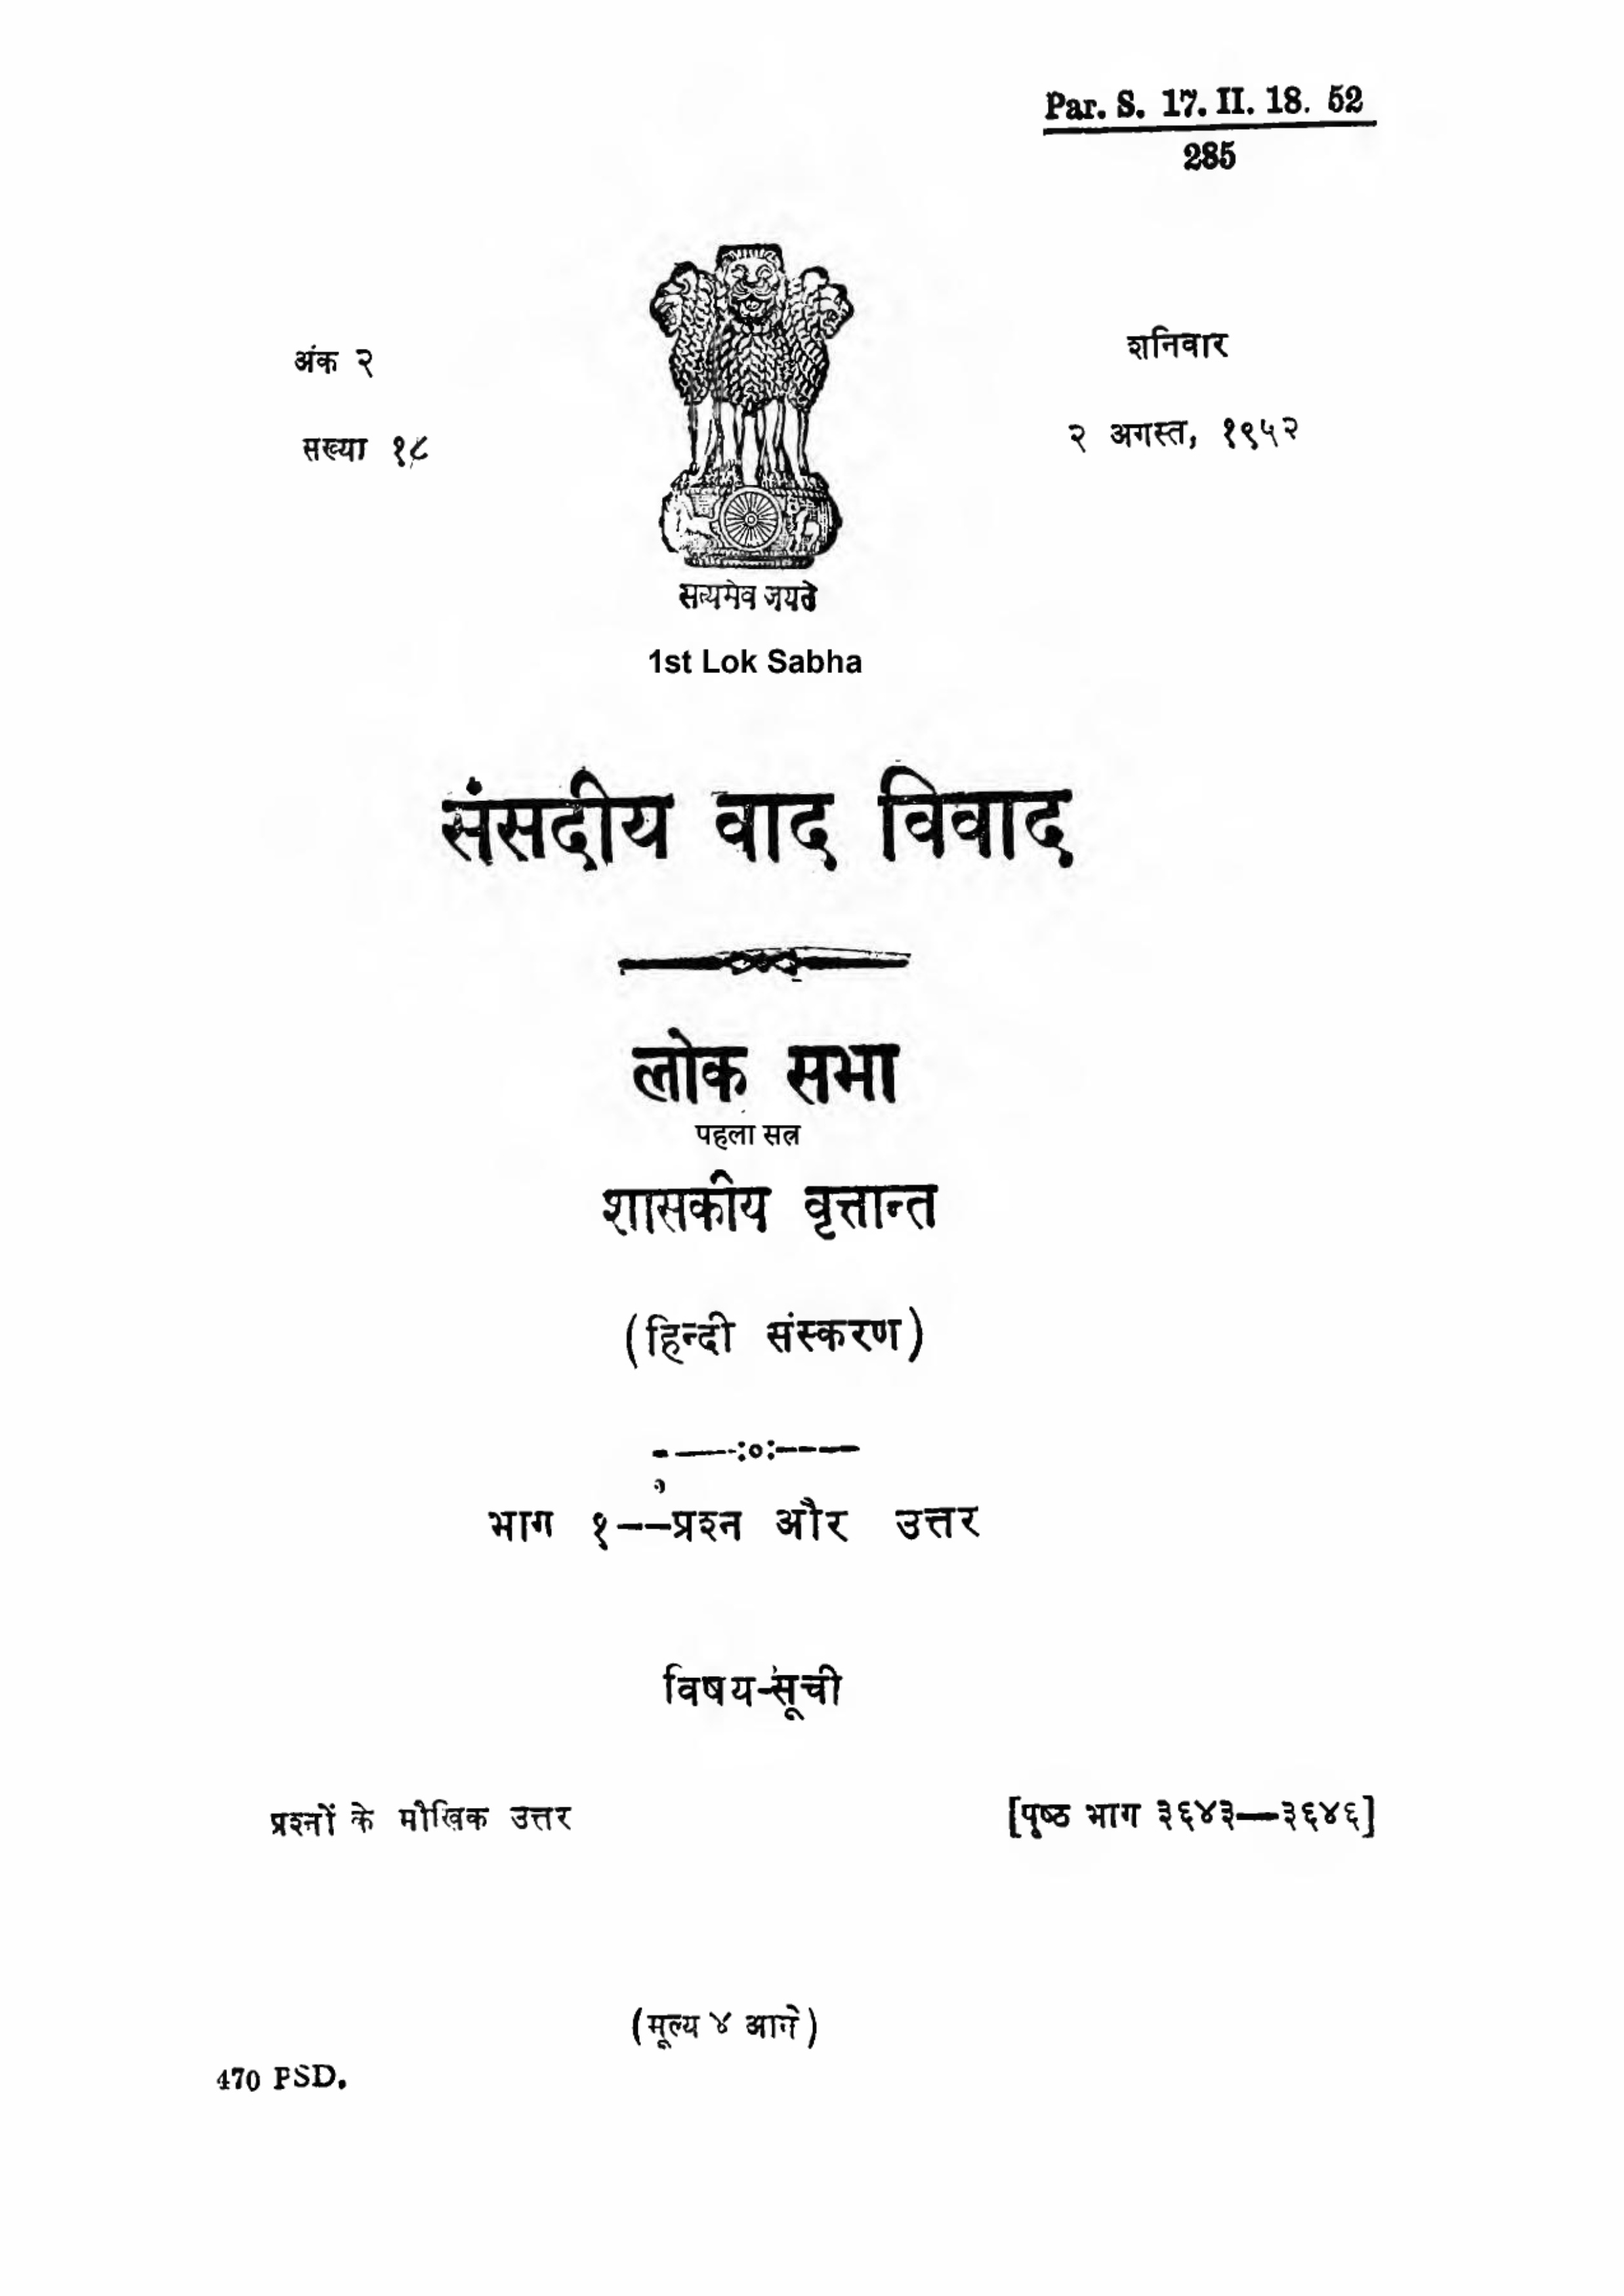 Par. S. 17. II. 18. 52
285
अंक २
शनिवार
सख्या १८
२ अगस्त, १९५२
सत्यमेव जयते
1st Lok Sabha
संसदीय वाद विवाद
लोक सभा
पहला सत्र
शासकीय वृत्तान्त
(हिन्दी संस्करण)
भाग १--प्रश्न और उत्तर
विषय-सूची
प्रश्नों के मौखिक उत्तर [पृष्ठ भाग ३६४३—३६४६]
(मूल्य ४ आने)
470 PSD.